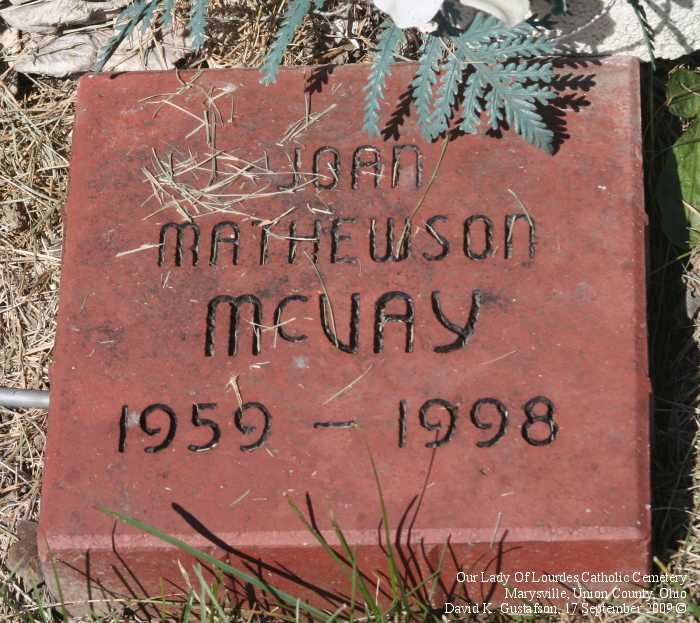 JOAN
MATHEWSON
McVAY
1959 – 1998
Our Lady Of Lourdes Catholic Cemetery
Marysville, Union County, Ohio
David K. Gustafson, 17 September 2009 ©